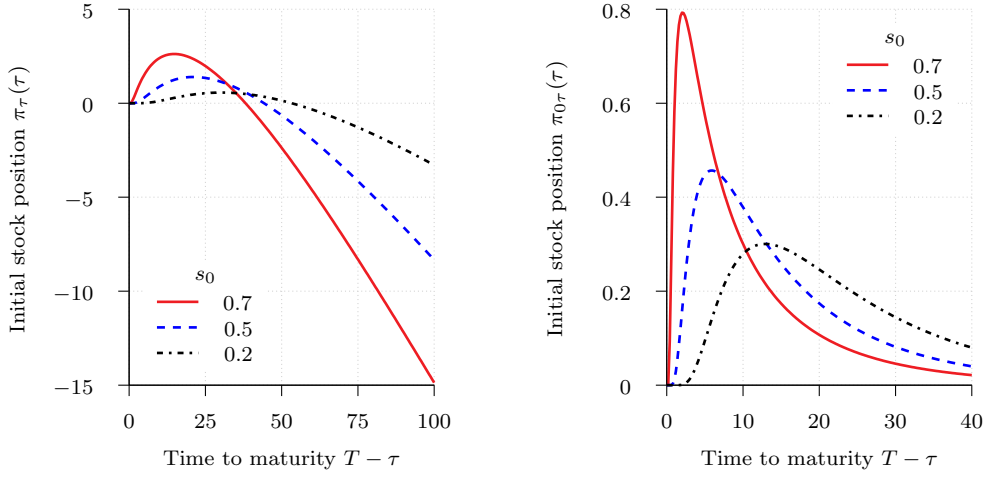 Initial stock position π_τ(τ)
5
0
−5
−10
−15
s_0
0.7
0.5
0.2
0 25 50 75 100
Time to maturity T − τ
Initial stock position π_{0τ}(τ)
0.8
0.6
0.4
0.2
0
s_0
0.7
0.5
0.2
0 10 20 30 40
Time to maturity T − τ